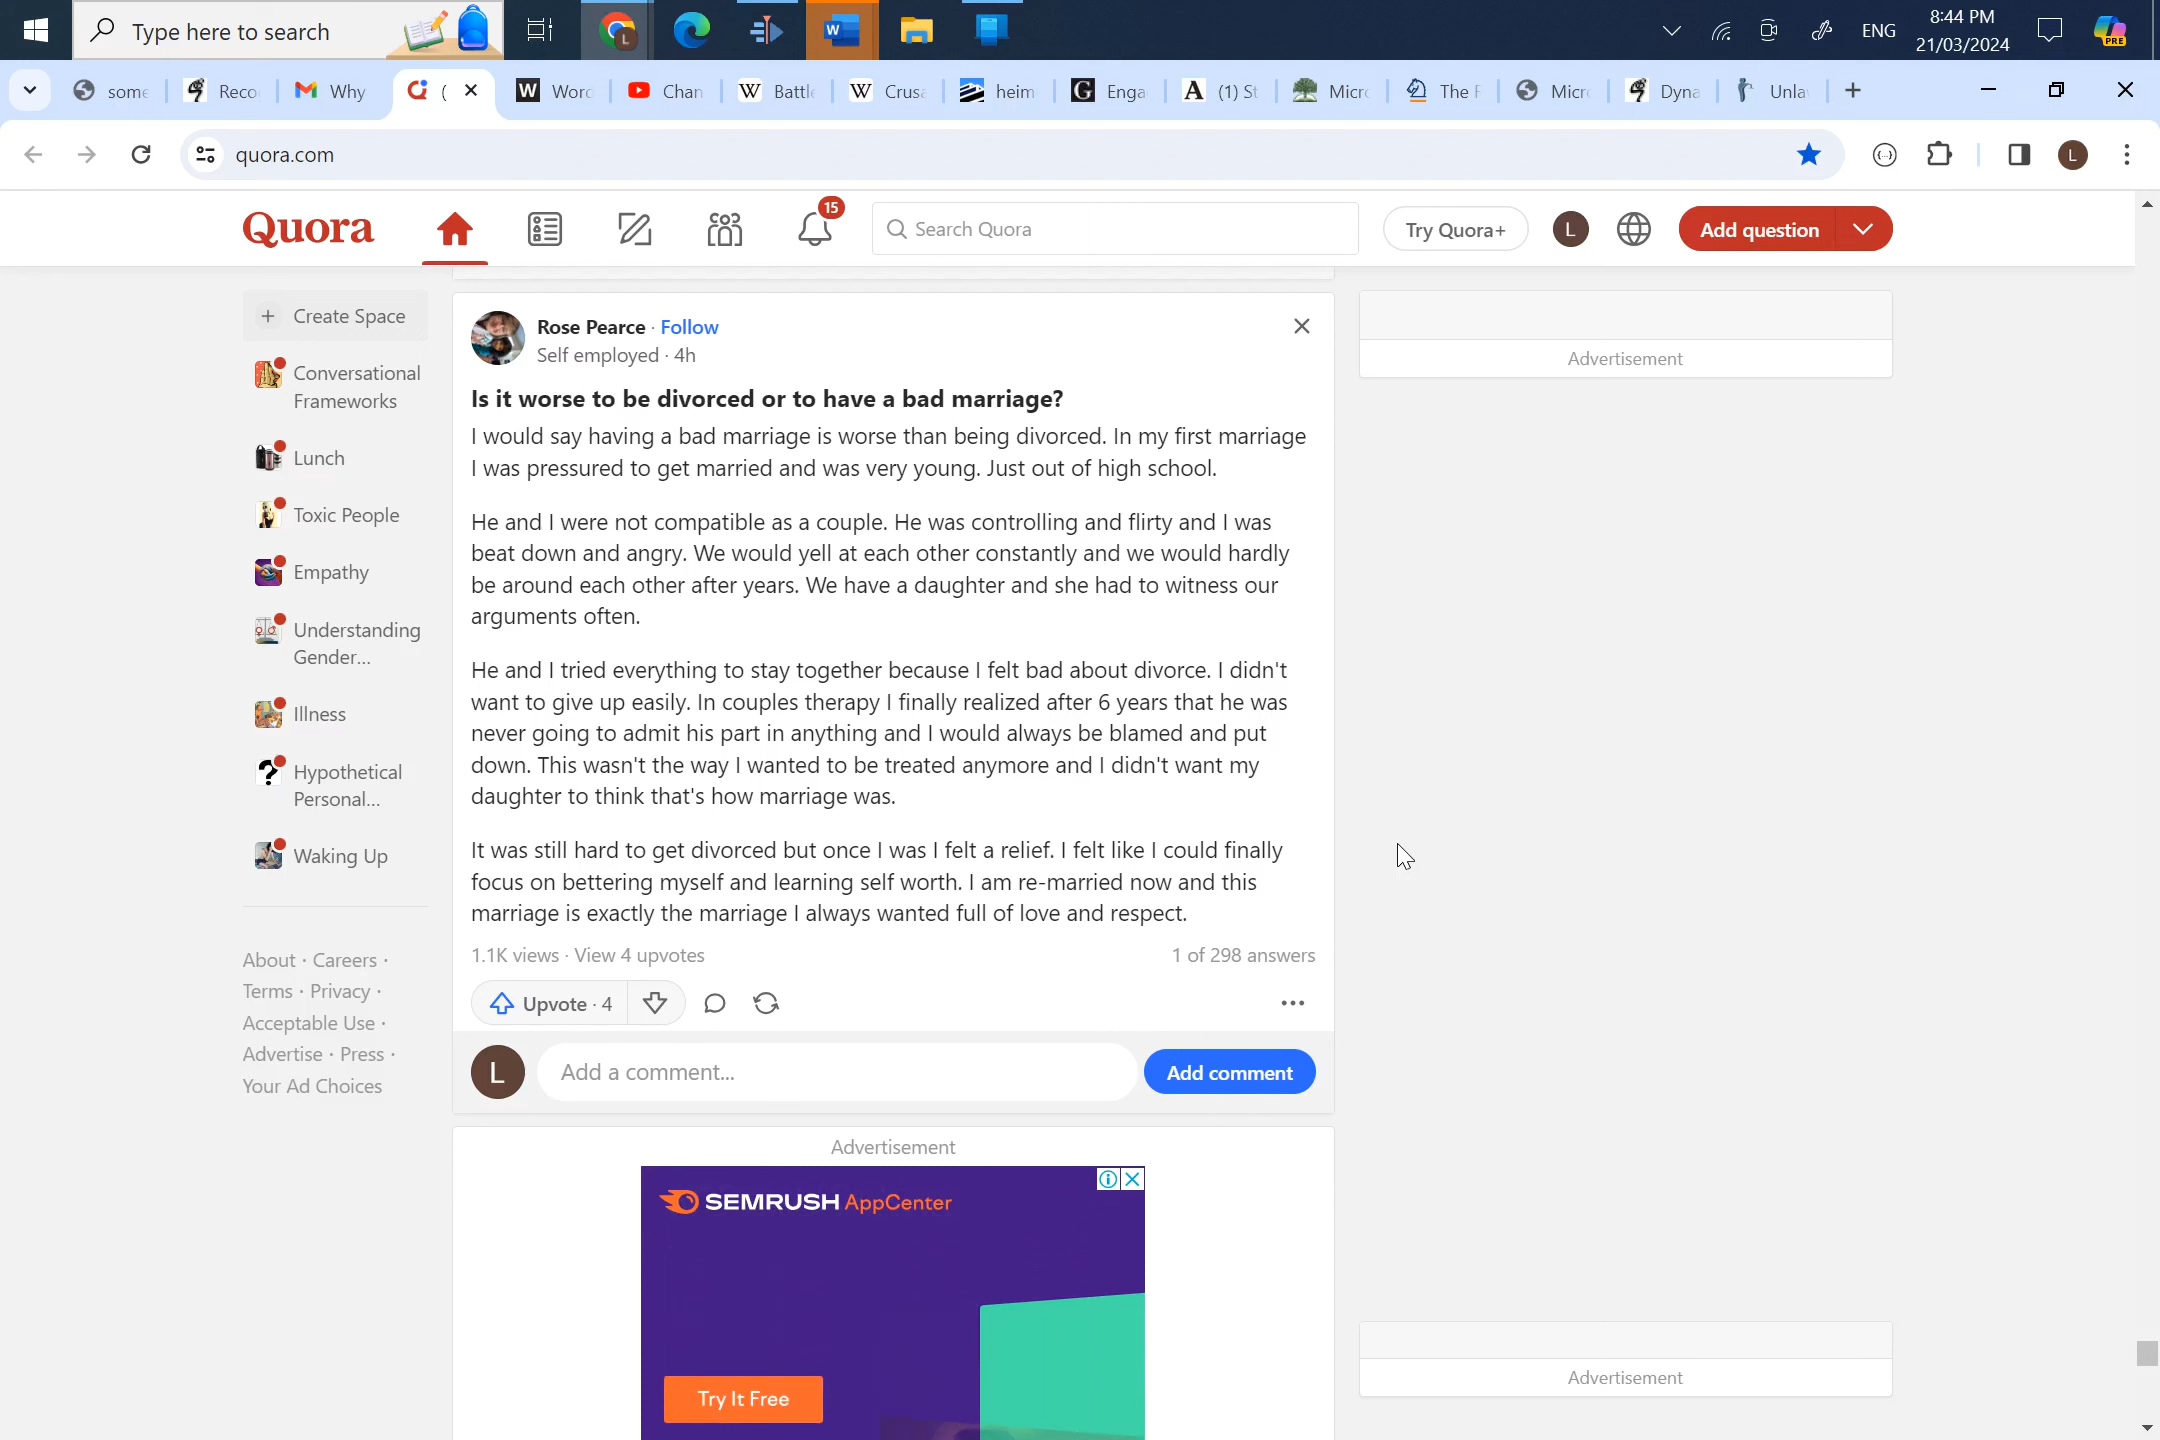 Type here to search
ENG
8:44 PM
21/03/2024
PRE
some
Reco
Why
(
Word
Chan
Battle
Crusa
heim
Enga
(1) St
Micro
The F
Micro
Dyna
Unla
quora.com
L
Quora
15
Search Quora
Try Quora+
L
Add question
Create Space
Conversational
Frameworks
Lunch
Toxic People
Empathy
Understanding
Gender...
Illness
Hypothetical
Personal...
Waking Up
About · Careers ·
Terms · Privacy ·
Acceptable Use ·
Advertise · Press ·
Your Ad Choices
Rose Pearce · Follow
Self employed · 4h
Is it worse to be divorced or to have a bad marriage?
I would say having a bad marriage is worse than being divorced. In my first marriage
I was pressured to get married and was very young. Just out of high school.
He and I were not compatible as a couple. He was controlling and flirty and I was
beat down and angry. We would yell at each other constantly and we would hardly
be around each other after years. We have a daughter and she had to witness our
arguments often.
He and I tried everything to stay together because I felt bad about divorce. I didn't
want to give up easily. In couples therapy I finally realized after 6 years that he was
never going to admit his part in anything and I would always be blamed and put
down. This wasn't the way I wanted to be treated anymore and I didn't want my
daughter to think that's how marriage was.
It was still hard to get divorced but once I was I felt a relief. I felt like I could finally
focus on bettering myself and learning self worth. I am re-married now and this
marriage is exactly the marriage I always wanted full of love and respect.
1.1K views · View 4 upvotes
1 of 298 answers
Upvote · 4
L
Add a comment...
Add comment
Advertisement
SEMRUSH AppCenter
Try It Free
Advertisement
Advertisement